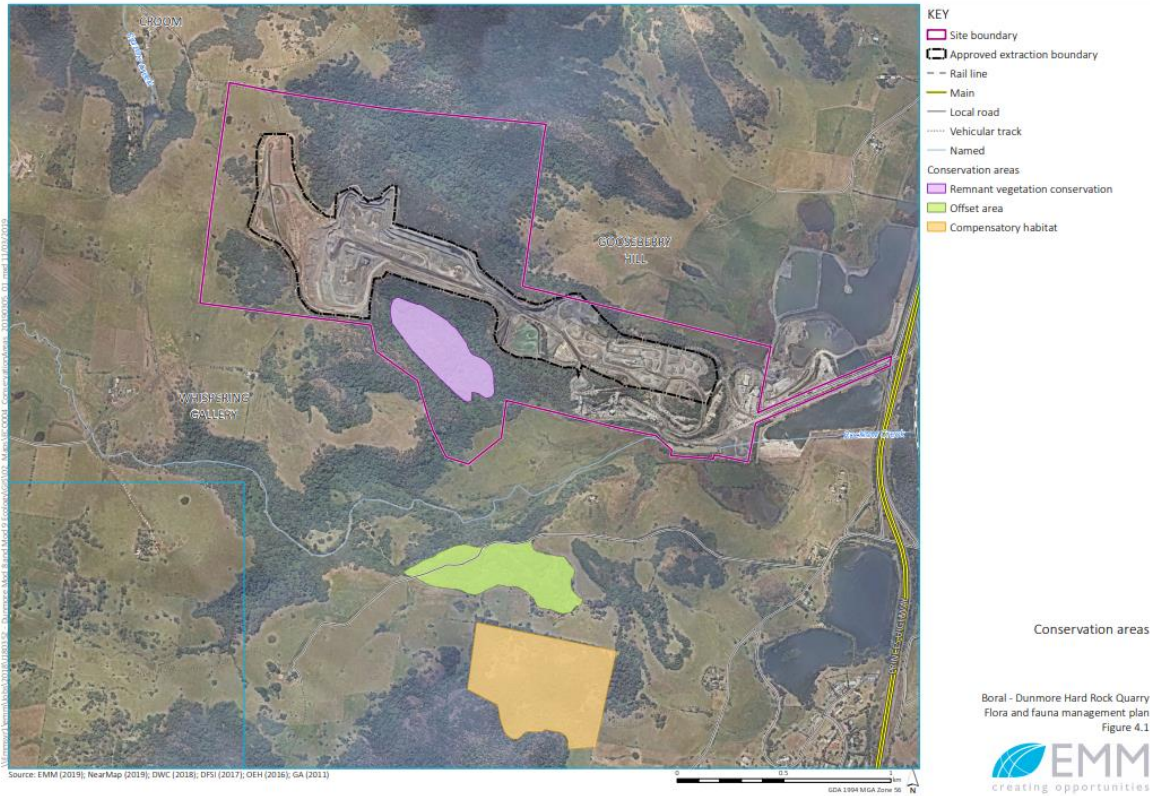 CROOM
GOOSEBERRY
HILL
WHISPERING
GALLERY
KEY
Site boundary
Approved extraction boundary
Rail line
Main
Local road
Vehicular track
Named
Conservation areas
Remnant vegetation conservation
Offset area
Compensatory habitat
Conservation areas
Boral - Dunmore Hard Rock Quarry
Flora and fauna management plan
Figure 4.1
EMM
creating opportunities
Source: EMM (2019); NearMap (2019); DWC (2018); DFSI (2017); OEH (2016); GA (2011)
0 0.5 1
km
GDA 1994 MGA Zone 56
N